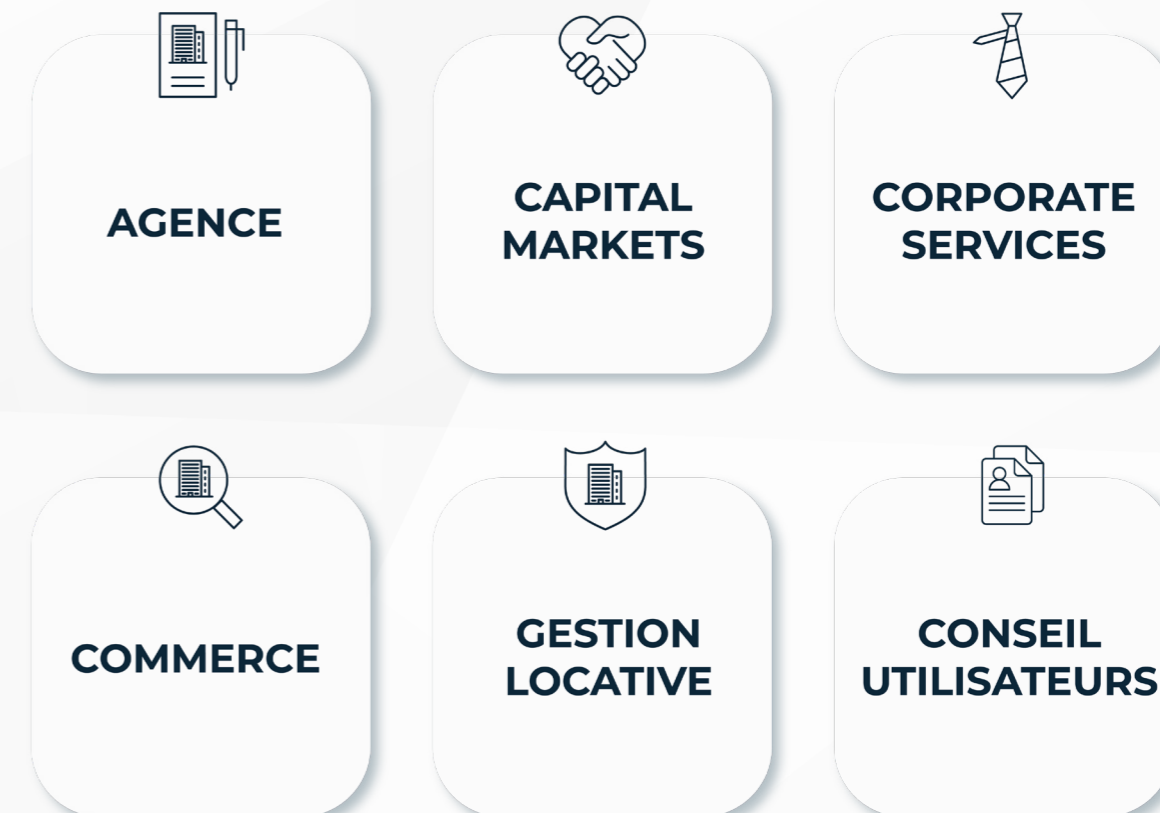 AGENCE
CAPITAL
MARKETS
CORPORATE
SERVICES
COMMERCE
GESTION
LOCATIVE
CONSEIL
UTILISATEURS